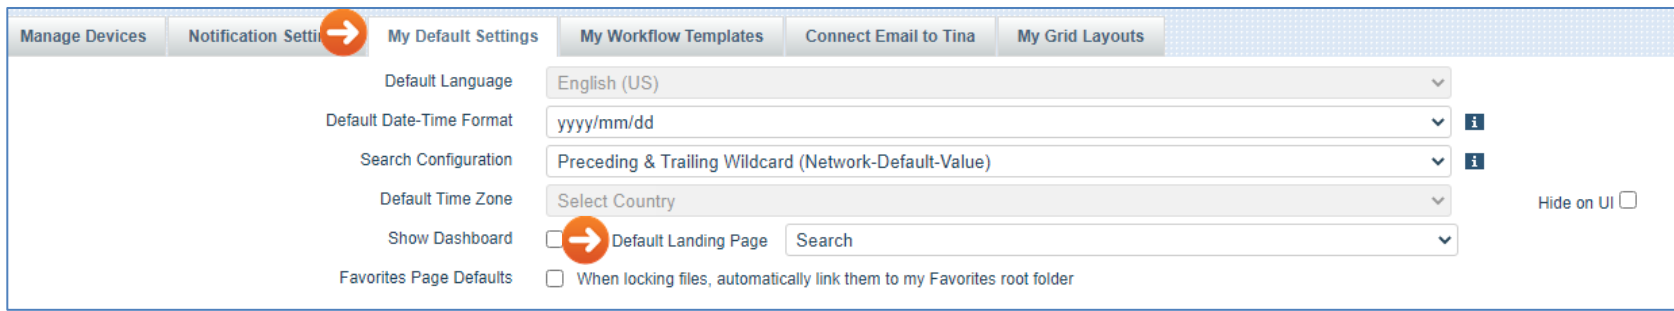 Manage Devices Notification Setti My Default Settings My Workflow Templates Connect Email to Tina My Grid Layouts
Default Language English (US)
Default Date-Time Format yyyy/mm/dd i
Search Configuration Preceding & Trailing Wildcard (Network-Default-Value) i
Default Time Zone Select Country Hide on UI
Show Dashboard Default Landing Page Search
Favorites Page Defaults When locking files, automatically link them to my Favorites root folder